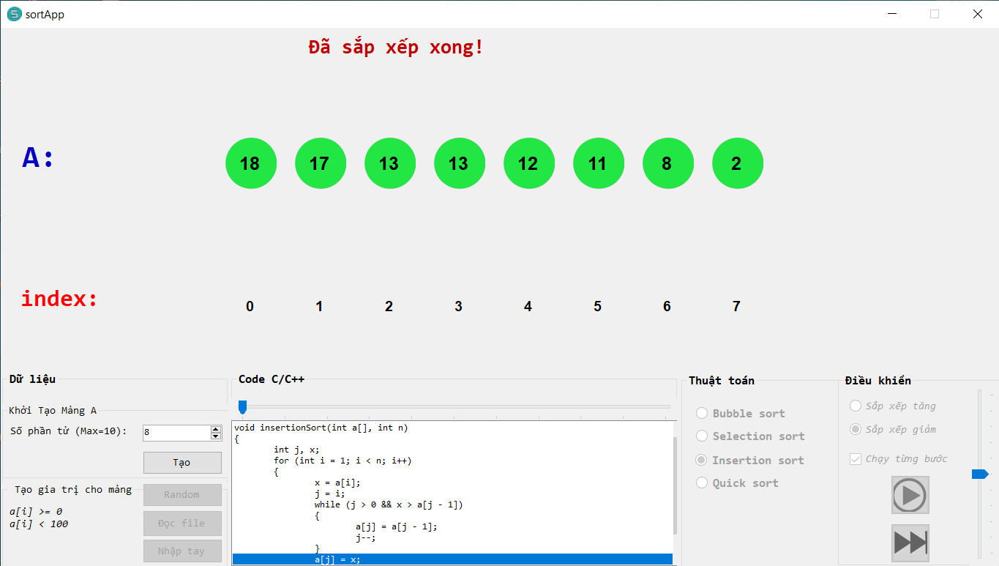 sortApp
Đã sắp xếp xong!
A:
18 17 13 13 12 11 8 2
index:
0 1 2 3 4 5 6 7
Dữ liệu
Khởi Tạo Mảng A
Số phần tử (Max=10): 8
Tạo
Tạo gia trị cho mảng
a[i] >= 0
a[i] < 100
Random
Đọc file
Nhập tay
Code C/C++
void insertionSort(int a[], int n)
{
int j, x;
for (int i = 1; i < n; i++)
{
x = a[i];
j = i;
while (j > 0 && x > a[j - 1])
{
a[j] = a[j - 1];
j--;
}
a[j] = x;
Thuật toán
Bubble sort
Selection sort
Insertion sort
Quick sort
Điều khiển
Sắp xếp tăng
Sắp xếp giảm
Chạy từng bước